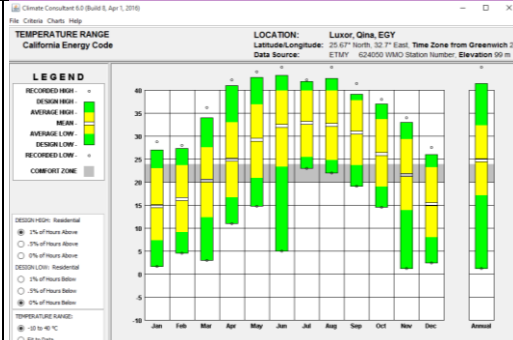 Climate Consultant 6.0 (Build 8, Apr 1, 2016)
File Criteria Charts Help
TEMPERATURE RANGE
California Energy Code
LOCATION: Luxor, Qina, EGY
Latitude/Longitude: 25.67° North, 32.7° East, Time Zone from Greenwich 2
Data Source: ETMY 624050 WMO Station Number, Elevation 99 m
LEGEND
RECORDED HIGH -
DESIGN HIGH -
AVERAGE HIGH -
MEAN -
AVERAGE LOW -
DESIGN LOW -
RECORDED LOW -
COMFORT ZONE
DESIGN HIGH: Residential
1% of Hours Above
.5% of Hours Above
0% of Hours Above
DESIGN LOW: Residential
1% of Hours Below
.5% of Hours Below
0% of Hours Below
TEMPERATURE RANGE:
-10 to 40 °C
Fit to Data
40
35
30
25
20
15
10
5
0
-5
-10
Jan Feb Mar Apr May Jun Jul Aug Sep Oct Nov Dec Annual